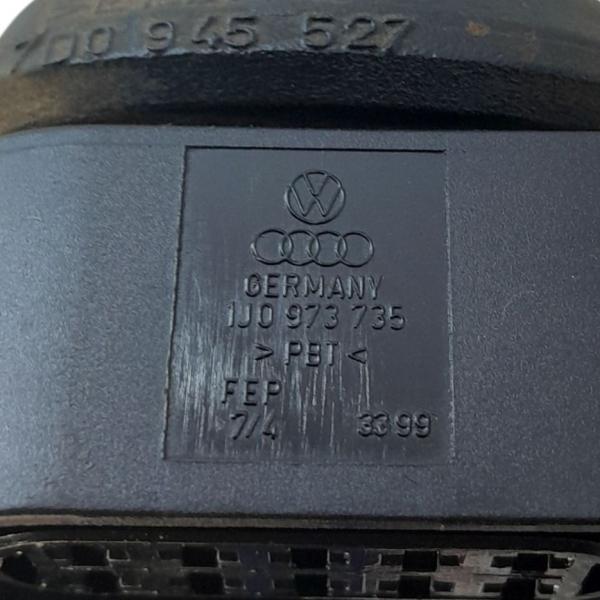 7D0 945 527
GERMANY
1J0 973 735
> PBT <
FEP
7/4 33 99